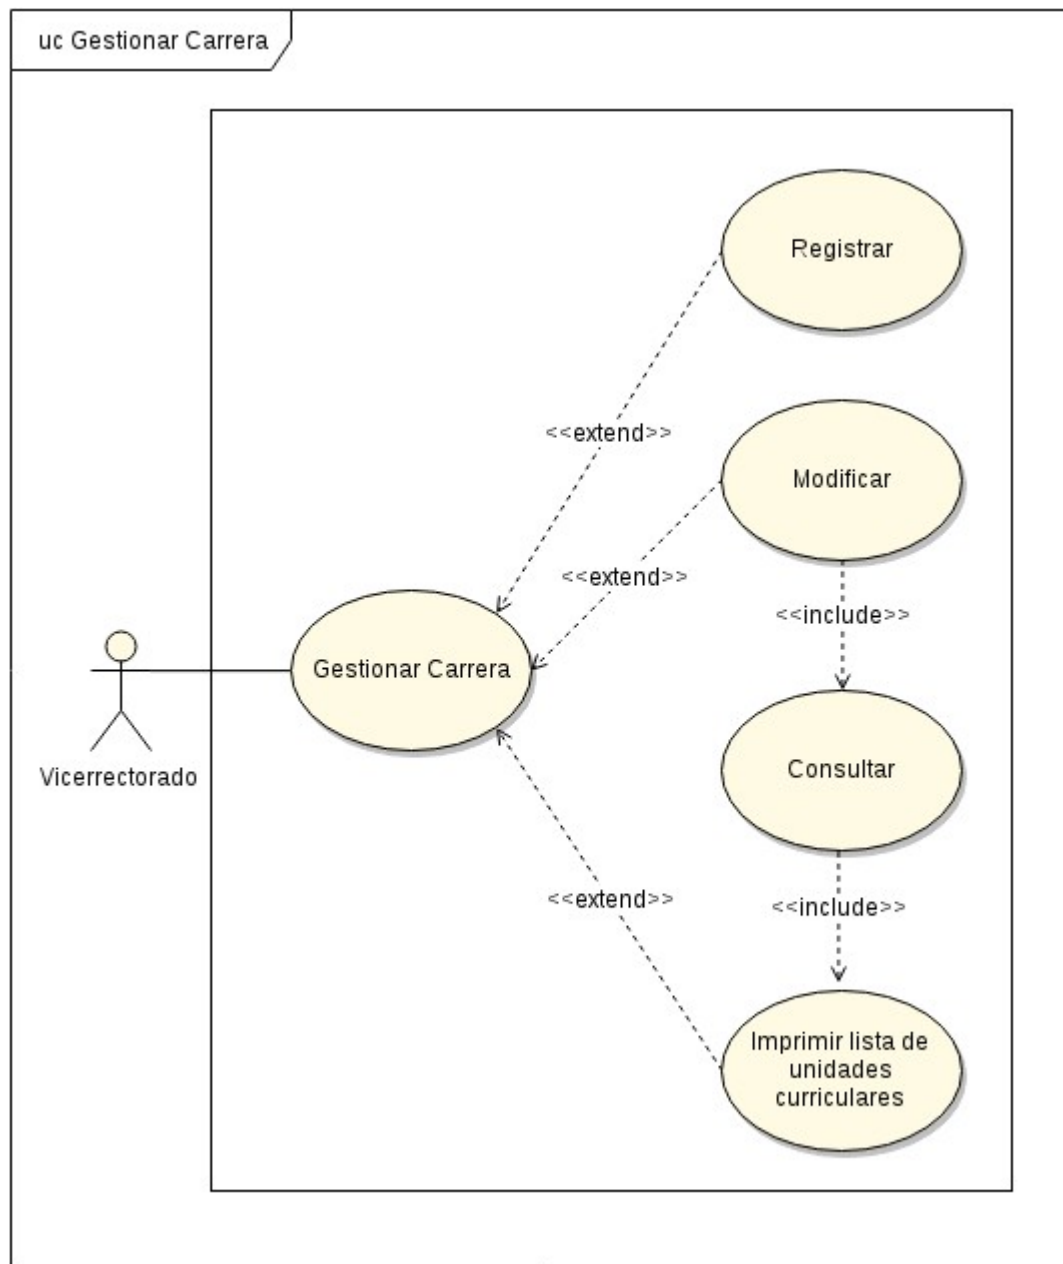 uc Gestionar Carrera
Registrar
<<extend>>
Modificar
<<extend>>
<<include>>
Gestionar Carrera
Vicerrectorado
Consultar
<<extend>>
<<include>>
Imprimir lista de
unidades
curriculares